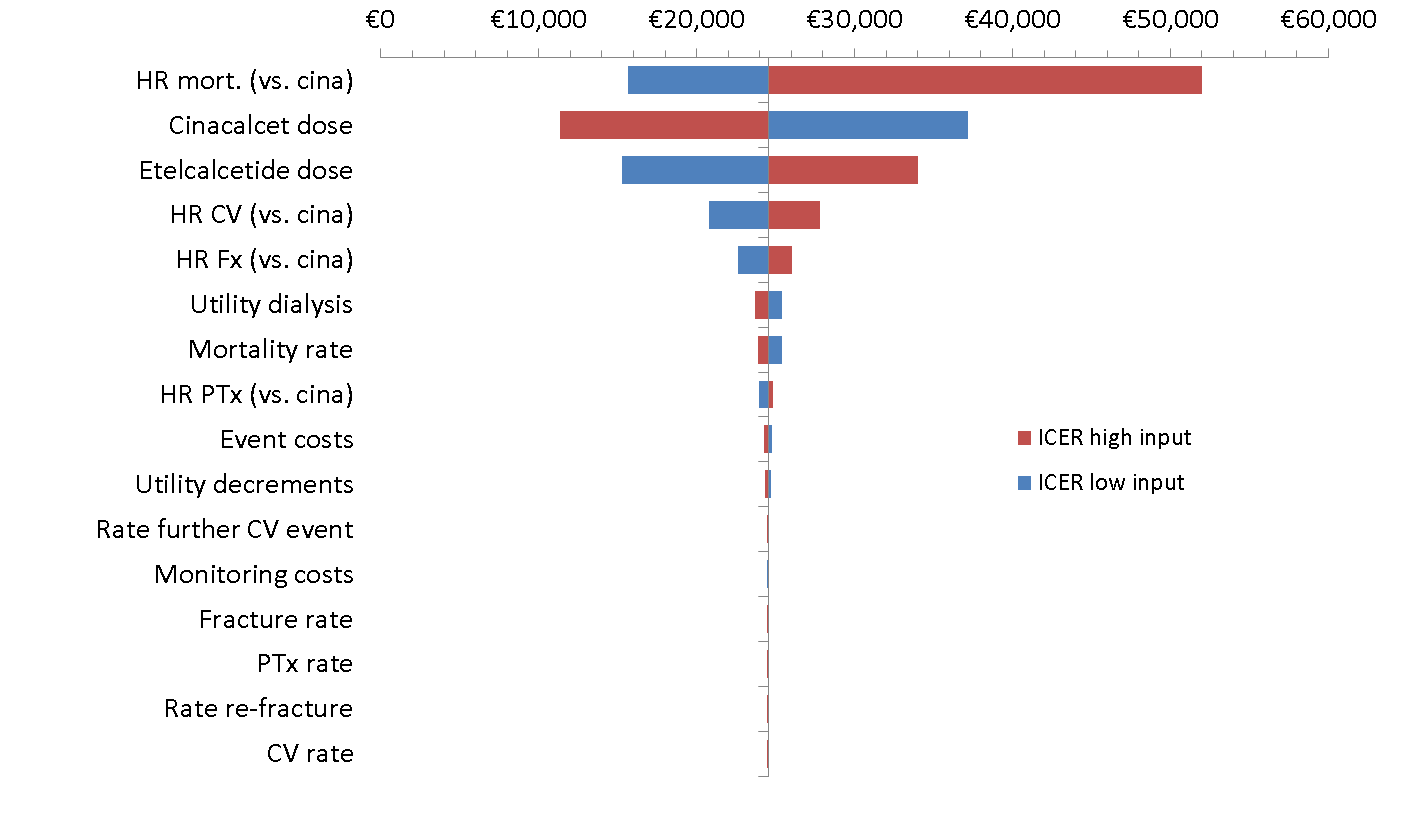 €0 €10,000 €20,000 €30,000 €40,000 €50,000 €60,000
HR mort. (vs. cina)
Cinacalcet dose
Etelcalcetide dose
HR CV (vs. cina)
HR Fx (vs. cina)
Utility dialysis
Mortality rate
HR PTx (vs. cina)
Event costs
Utility decrements
Rate further CV event
Monitoring costs
Fracture rate
PTx rate
Rate re-fracture
CV rate
ICER high input
ICER low input